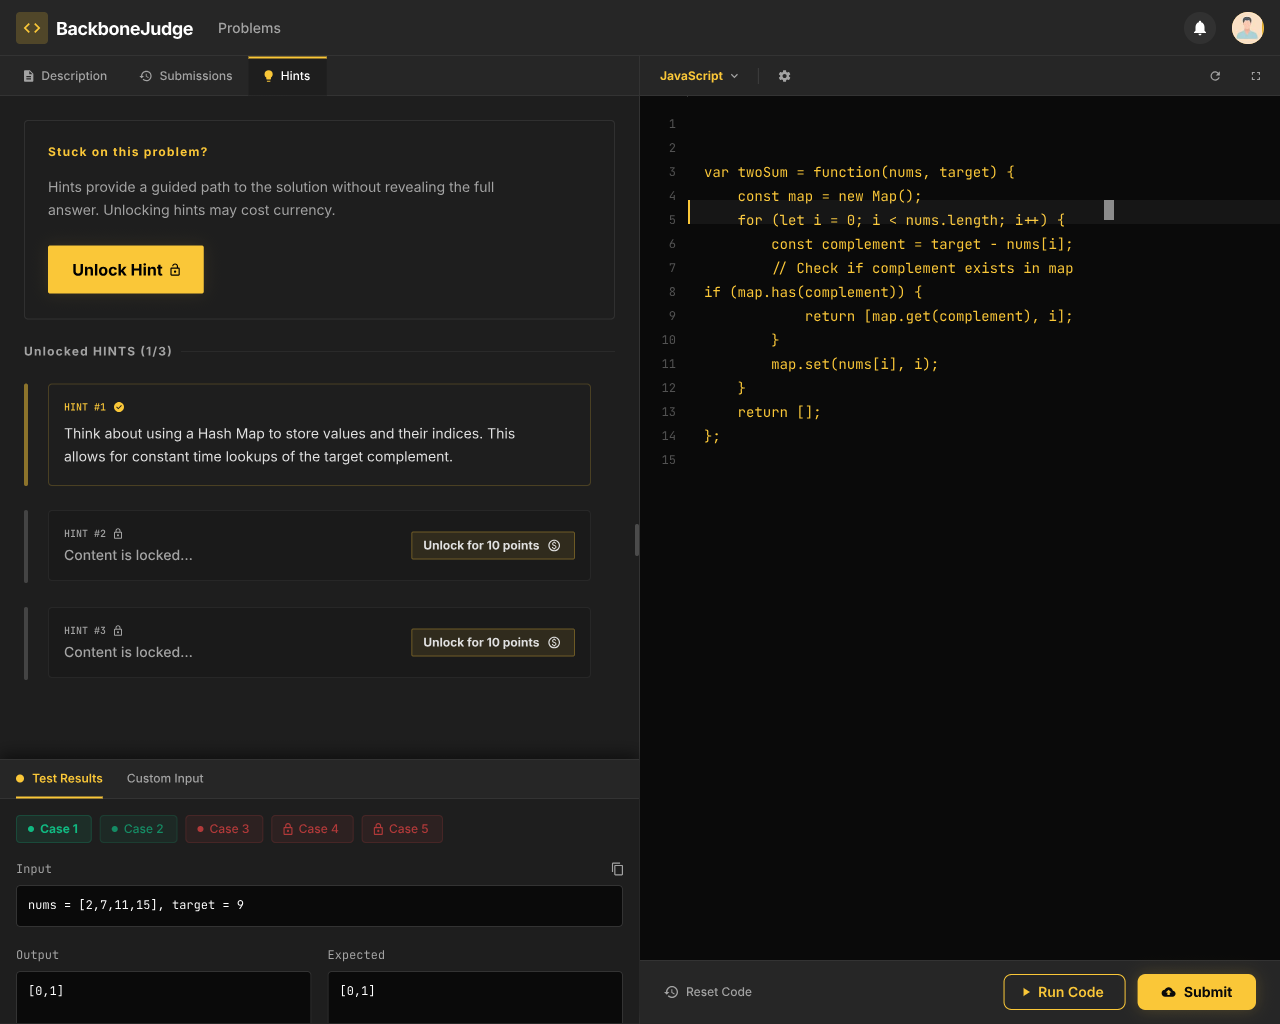 BackboneJudge
Problems
Description
Submissions
Hints
Stuck on this problem?
Hints provide a guided path to the solution without revealing the full
answer. Unlocking hints may cost currency.
Unlock Hint
Unlocked HINTS (1/3)
HINT #1
Think about using a Hash Map to store values and their indices. This
allows for constant time lookups of the target complement.
HINT #2
Content is locked...
Unlock for 10 points
HINT #3
Content is locked...
Unlock for 10 points
Test Results
Custom Input
Case 1
Case 2
Case 3
Case 4
Case 5
Input
nums = [2,7,11,15], target = 9
Output
[0,1]
Expected
[0,1]
JavaScript
1
2
3 var twoSum = function(nums, target) {
4     const map = new Map();
5     for (let i = 0; i < nums.length; i++) {
6         const complement = target - nums[i];
7         // Check if complement exists in map
8 if (map.has(complement)) {
9             return [map.get(complement), i];
10         }
11         map.set(nums[i], i);
12     }
13     return [];
14 };
15
Reset Code
Run Code
Submit